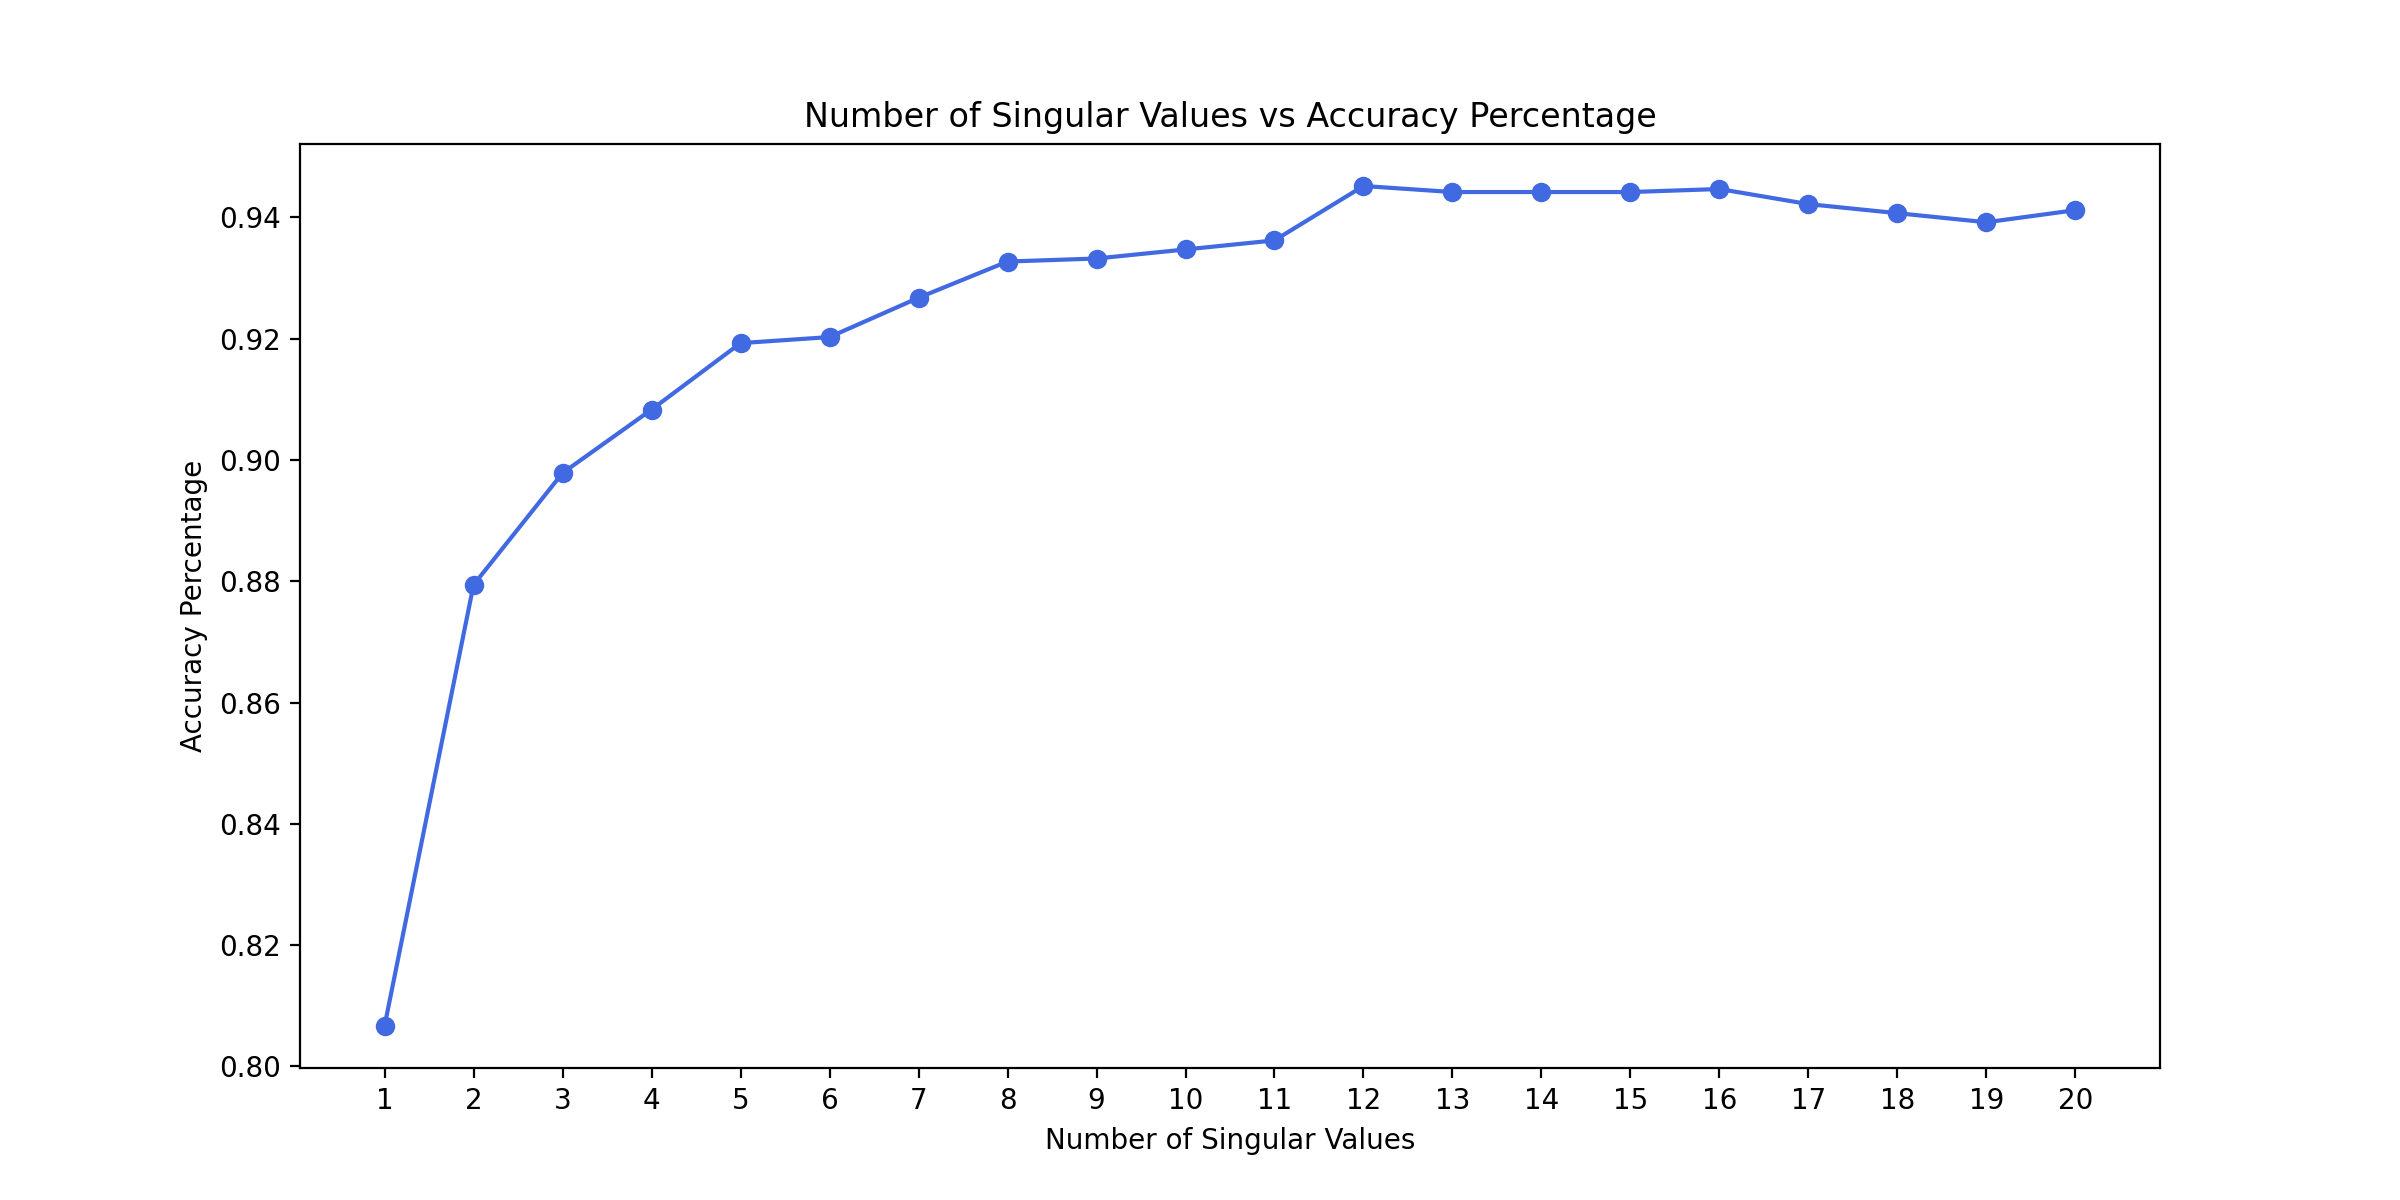 Number of Singular Values vs Accuracy Percentage
Accuracy Percentage
0.94
0.92
0.90
0.88
0.86
0.84
0.82
0.80
1 2 3 4 5 6 7 8 9 10 11 12 13 14 15 16 17 18 19 20
Number of Singular Values